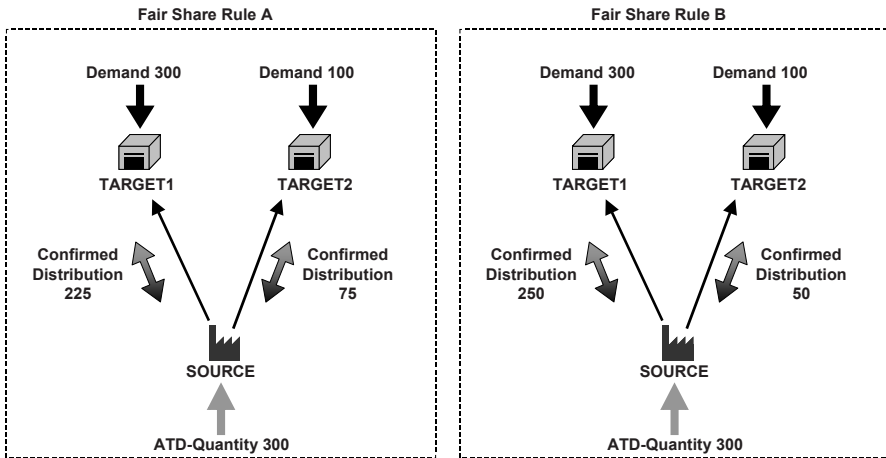 Fair Share Rule A
Demand 300
Demand 100
TARGET1
TARGET2
Confirmed
Distribution
225
Confirmed
Distribution
75
SOURCE
ATD-Quantity 300
Fair Share Rule B
Demand 300
Demand 100
TARGET1
TARGET2
Confirmed
Distribution
250
Confirmed
Distribution
50
SOURCE
ATD-Quantity 300